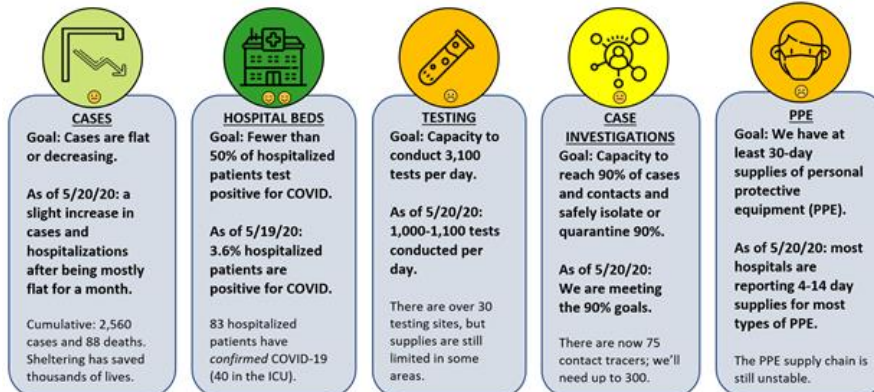 CASES
Goal: Cases are flat
or decreasing.
As of 5/20/20: a
slight increase in
cases and
hospitalizations
after being mostly
flat for a month.
Cumulative: 2,560
cases and 88 deaths.
Sheltering has saved
thousands of lives.
HOSPITAL BEDS
Goal: Fewer than
50% of hospitalized
patients test
positive for COVID.
As of 5/19/20:
3.6% hospitalized
patients are
positive for COVID.
83 hospitalized
patients have
confirmed COVID-19
(40 in the ICU).
TESTING
Goal: Capacity to
conduct 3,100
tests per day.
As of 5/20/20:
1,000-1,100 tests
conducted per
day.
There are over 30
testing sites, but
supplies are still
limited in some
areas.
CASE
INVESTIGATIONS
Goal: Capacity to
reach 90% of cases
and contacts and
safely isolate or
quarantine 90%.
As of 5/20/20:
We are meeting
the 90% goals.
There are now 75
contact tracers; we'll
need up to 300.
PPE
Goal: We have at
least 30-day
supplies of personal
protective
equipment (PPE).
As of 5/20/20: most
hospitals are
reporting 4-14 day
supplies for most
types of PPE.
The PPE supply chain is
still unstable.